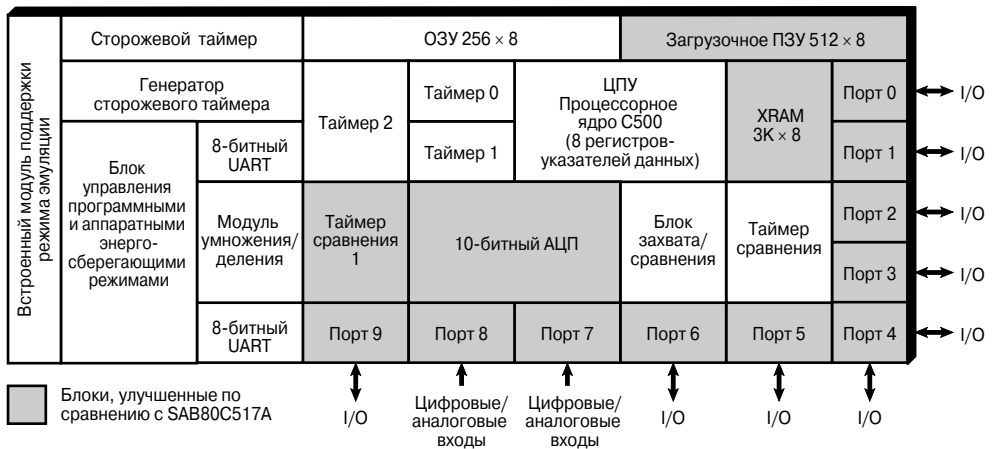 Встроенный модуль поддержки
режима эмуляции
Сторожевой таймер
ОЗУ 256 × 8
Загрузочное ПЗУ 512 × 8
Генератор
сторожевого таймера
Таймер 2
Таймер 0
Таймер 1
ЦПУ
Процессорное
ядро C500
(8 регистров-
указателей данных)
XRAM
3K × 8
Порт 0
I/O
Порт 1
I/O
Блок
управления
программными
и аппаратными
энерго-
сберегающими
режимами
8-битный
UART
Модуль
умножения/
деления
Таймер
сравнения
1
10-битный АЦП
Блок
захвата/
сравнения
Таймер
сравнения
Порт 2
I/O
Порт 3
I/O
8-битный
UART
Порт 9
Порт 8
Порт 7
Порт 6
Порт 5
Порт 4
I/O
Блоки, улучшенные по
сравнению с SAB80C517A
I/O
Цифровые/
аналоговые
входы
Цифровые/
аналоговые
входы
I/O
I/O
I/O